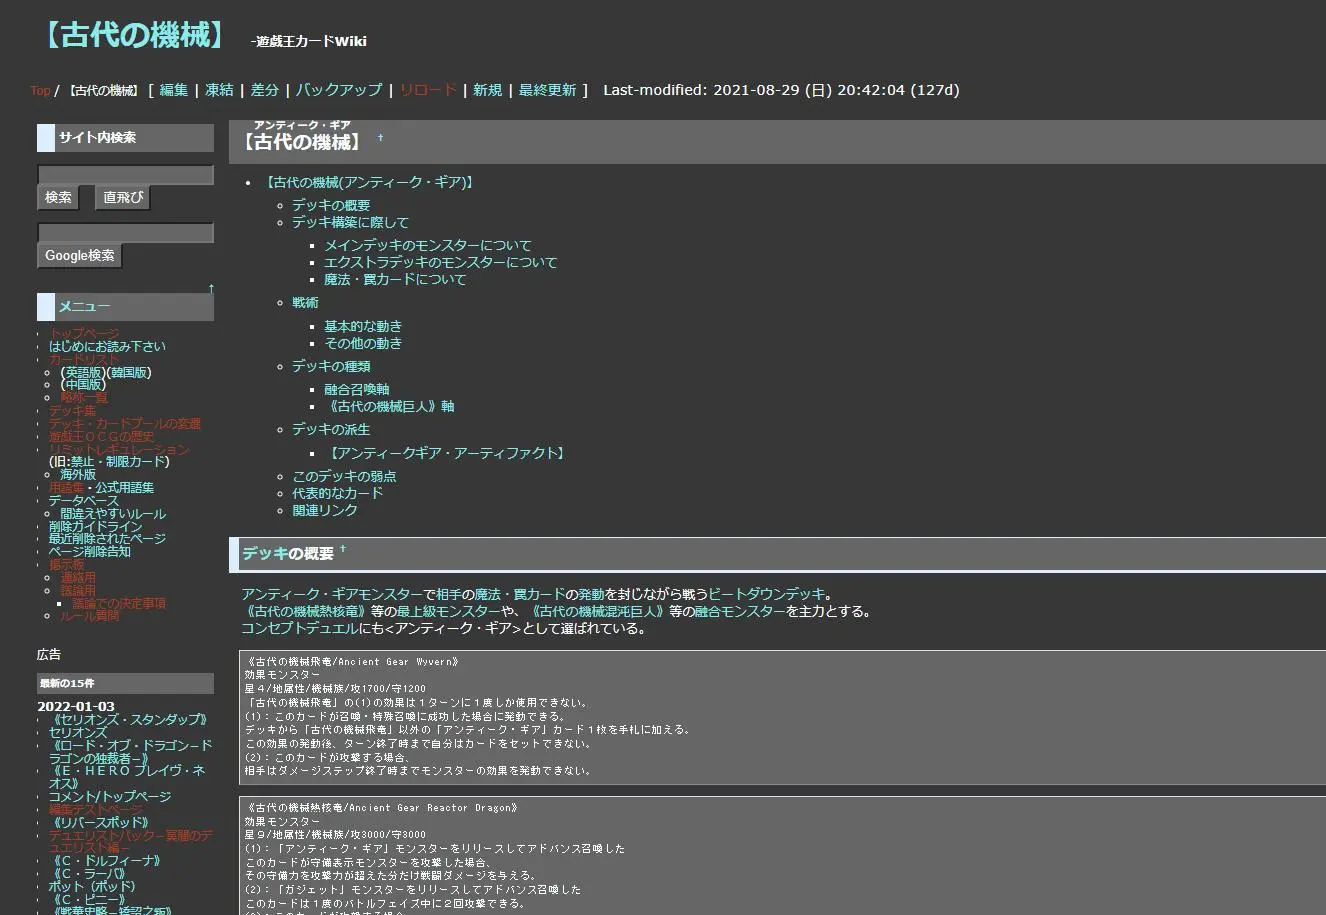 【古代の機械】 -遊戯王カードWiki
Top / 【古代の機械】 [ 編集 | 凍結 | 差分 | バックアップ | リロード | 新規 | 最終更新 ] Last-modified: 2021-08-29 (日) 20:42:04 (127d)
サイト内検索
検索 直飛び
Google検索
↑
メニュー
トップページ
はじめにお読み下さい
カードリスト
(英語版)(韓国版)
(中国版)
略称一覧
デッキ集
デッキ・カードプールの変遷
遊戯王ＯＣＧの歴史
リミットレギュレーション
(旧:禁止・制限カード)
海外版
用語集・公式用語集
データベース
間違えやすいルール
削除ガイドライン
最近削除されたページ
ページ削除告知
掲示板
連絡用
議論用
議論での決定事項
ルール質問
広告
最新の15件
2022-01-03
《セリオンズ・スタンダップ》
セリオンズ
《ロード・オブ・ドラゴン－ド
ラゴンの独裁者－》
《Ｅ・ＨＥＲＯ ブレイヴ・ネ
オス》
コメント/トップページ
編集テストページ
《リバースポッド》
デュエリストパック－冥闇のデ
ュエリスト編－
《Ｃ・ドルフィーナ》
《Ｃ・ラーバ》
ポット（ポッド）
《Ｃ・ピニー》
アンティーク・ギア
【古代の機械】 †
【古代の機械(アンティーク・ギア)】
デッキの概要
デッキ構築に際して
メインデッキのモンスターについて
エクストラデッキのモンスターについて
魔法・罠カードについて
戦術
基本的な動き
その他の動き
デッキの種類
融合召喚軸
《古代の機械巨人》軸
デッキの派生
【アンティークギア・アーティファクト】
このデッキの弱点
代表的なカード
関連リンク
デッキの概要 †
アンティーク・ギアモンスターで相手の魔法・罠カードの発動を封じながら戦うビートダウンデッキ。
《古代の機械熱核竜》等の最上級モンスターや、《古代の機械混沌巨人》等の融合モンスターを主力とする。
コンセプトデュエルにも<アンティーク・ギア>として選ばれている。
《古代の機械飛竜/Ancient Gear Wyvern》
効果モンスター
星４/地属性/機械族/攻1700/守1200
「古代の機械飛竜」の(1)の効果は１ターンに１度しか使用できない。
(1)：このカードが召喚・特殊召喚に成功した場合に発動できる。
デッキから「古代の機械飛竜」以外の「アンティーク・ギア」カード１枚を手札に加える。
この効果の発動後、ターン終了時まで自分はカードをセットできない。
(2)：このカードが攻撃する場合、
相手はダメージステップ終了時までモンスターの効果を発動できない。
《古代の機械熱核竜/Ancient Gear Reactor Dragon》
効果モンスター
星９/地属性/機械族/攻3000/守3000
(1)：「アンティーク・ギア」モンスターをリリースしてアドバンス召喚した
このカードが守備表示モンスターを攻撃した場合、
その守備力を攻撃力が超えた分だけ戦闘ダメージを与える。
(2)：「ガジェット」モンスターをリリースしてアドバンス召喚した
このカードは１度のバトルフェイズ中に２回攻撃できる。